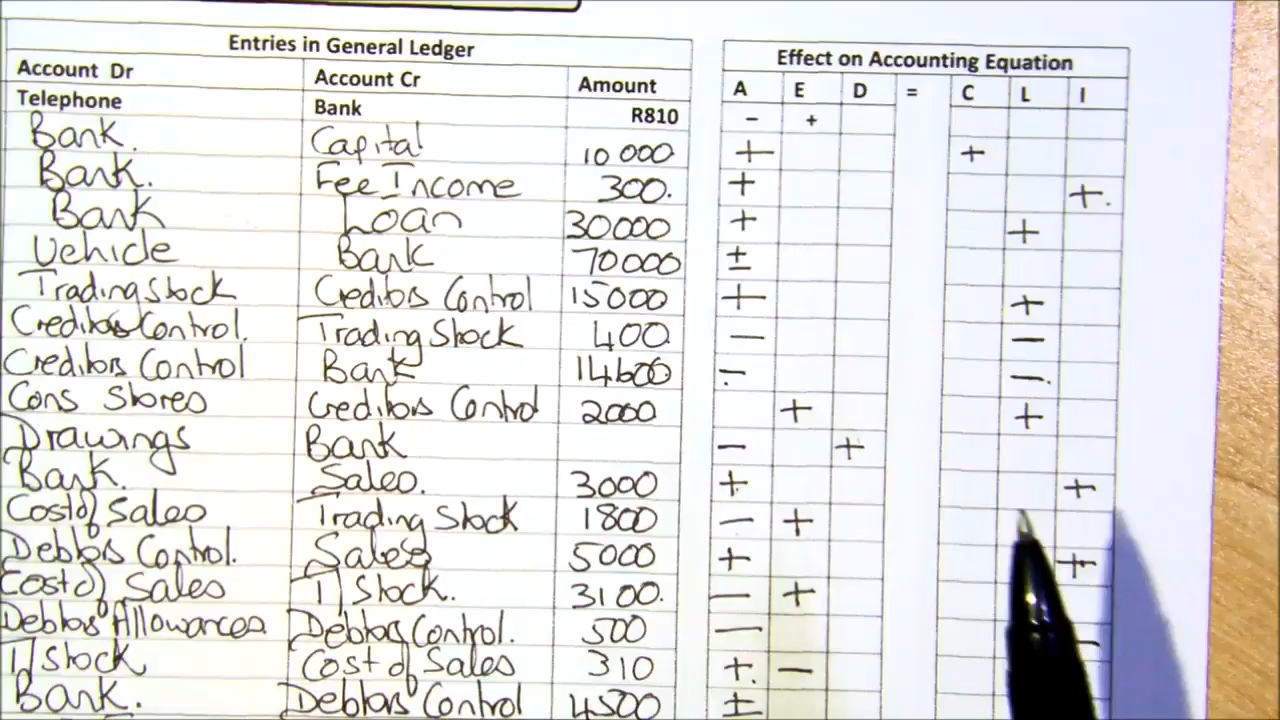 Entries in General Ledger Effect on Accounting Equation
Account Dr Account Cr Amount A E D = C L I
Telephone Bank R810 - +
Bank. Capital 10 000 + +
Bank. Fee Income 300. + +.
Bank Loan 30000 + +
Vehicle Bank 70000 ±
Trading Stock Creditors Control 15000 + +
Creditors Control. Trading Stock 400 - -
Creditors Control Bank 14600 - -.
Cons Stores Creditors Control 2000 + +
Drawings Bank - +
Bank. Sales. 3000 + +
Cost of Sales Trading Stock 1800 - +
Debtors Control. Sales 5000 + +
Cost of Sales T/Stock. 3100. - +
Debtors Allowances Debtors Control. 500 - -
T/Stock Cost of Sales 310 +. -
Bank. Debtors Control 4500 ±